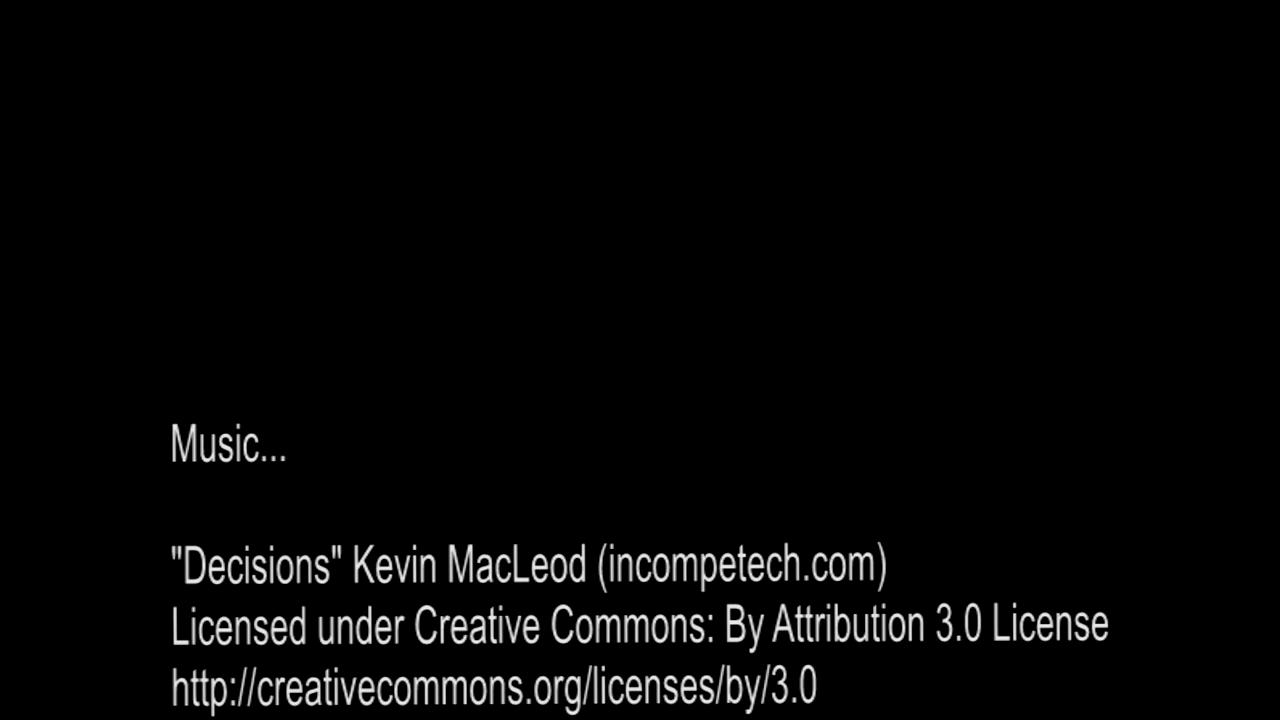 Music...
"Decisions" Kevin MacLeod (incompetech.com)
Licensed under Creative Commons: By Attribution 3.0 License
http://creativecommons.org/licenses/by/3.0